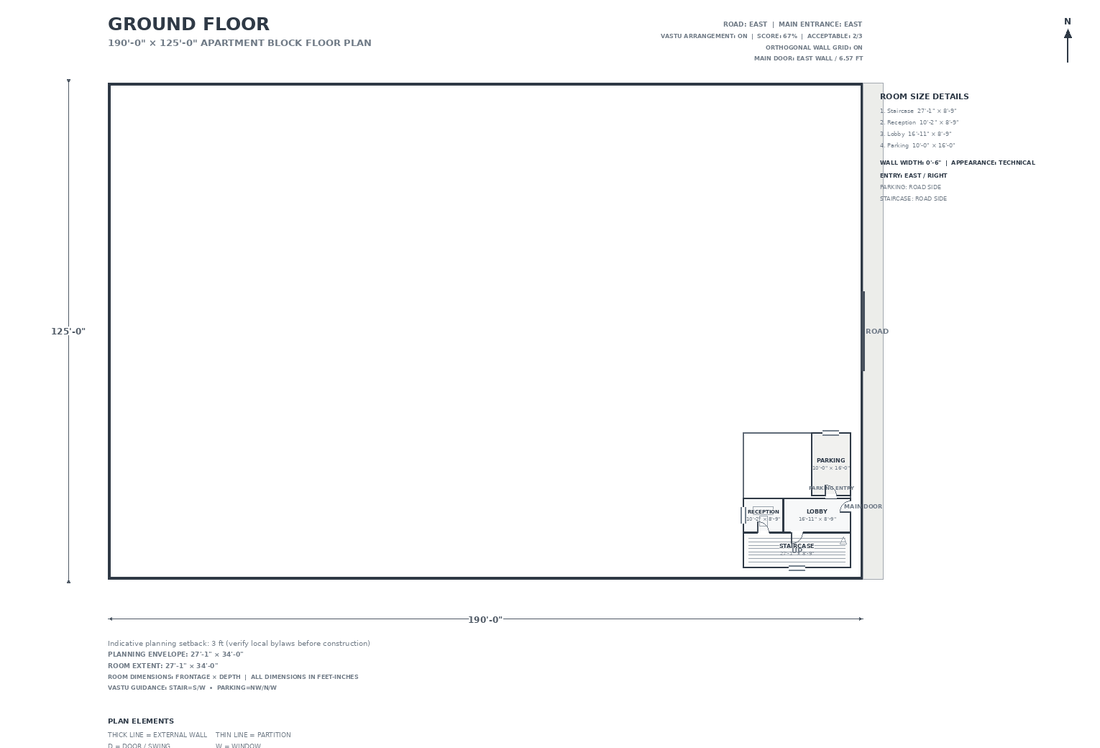 GROUND FLOOR
190'-0" × 125'-0" APARTMENT BLOCK FLOOR PLAN
ROAD: EAST | MAIN ENTRANCE: EAST
VASTU ARRANGEMENT: ON | SCORE: 67% | ACCEPTABLE: 2/3
ORTHOGONAL WALL GRID: ON
MAIN DOOR: EAST WALL / 6.57 FT
N
ROOM SIZE DETAILS
1. Staircase 27'-1" × 8'-9"
2. Reception 10'-2" × 8'-9"
3. Lobby 16'-11" × 8'-9"
4. Parking 10'-0" × 16'-0"
WALL WIDTH: 0'-6" | APPEARANCE: TECHNICAL
ENTRY: EAST / RIGHT
PARKING: ROAD SIDE
STAIRCASE: ROAD SIDE
125'-0"
ROAD
PARKING
10'-0" × 16'-0"
PARKING ENTRY
MAIN DOOR
RECEPTION
10'-2" × 8'-9"
LOBBY
16'-11" × 8'-9"
STAIRCASE
UP
190'-0"
Indicative planning setback: 3 ft (verify local bylaws before construction)
PLANNING ENVELOPE: 27'-1" × 34'-0"
ROOM EXTENT: 27'-1" × 34'-0"
ROOM DIMENSIONS: FRONTAGE × DEPTH | ALL DIMENSIONS IN FEET-INCHES
VASTU GUIDANCE: STAIR=S/W • PARKING=NW/N/W
PLAN ELEMENTS
THICK LINE = EXTERNAL WALL THIN LINE = PARTITION
D = DOOR / SWING W = WINDOW